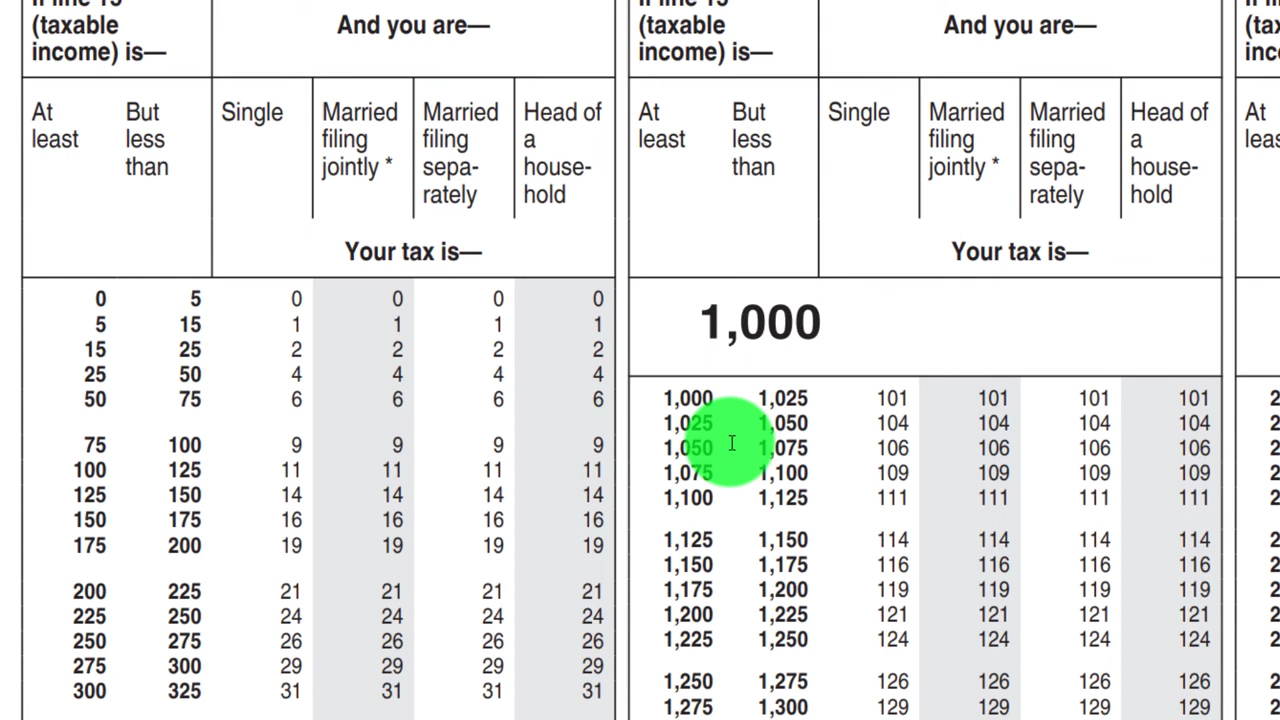 (taxable
income) is—
And you are—
At
least
But
less
than
Single
Married
filing
jointly *
Married
filing
sepa-
rately
Head of
a
house-
hold
Your tax is—
0 5 0 0 0 0
5 15 1 1 1 1
15 25 2 2 2 2
25 50 4 4 4 4
50 75 6 6 6 6
75 100 9 9 9 9
100 125 11 11 11 11
125 150 14 14 14 14
150 175 16 16 16 16
175 200 19 19 19 19
200 225 21 21 21 21
225 250 24 24 24 24
250 275 26 26 26 26
275 300 29 29 29 29
300 325 31 31 31 31
(taxable
income) is—
And you are—
At
least
But
less
than
Single
Married
filing
jointly *
Married
filing
sepa-
rately
Head of
a
house-
hold
Your tax is—
1,000
1,000 1,025 101 101 101 101
1,025 1,050 104 104 104 104
1,050 1,075 106 106 106 106
1,075 1,100 109 109 109 109
1,100 1,125 111 111 111 111
1,125 1,150 114 114 114 114
1,150 1,175 116 116 116 116
1,175 1,200 119 119 119 119
1,200 1,225 121 121 121 121
1,225 1,250 124 124 124 124
1,250 1,275 126 126 126 126
1,275 1,300 129 129 129 129
At